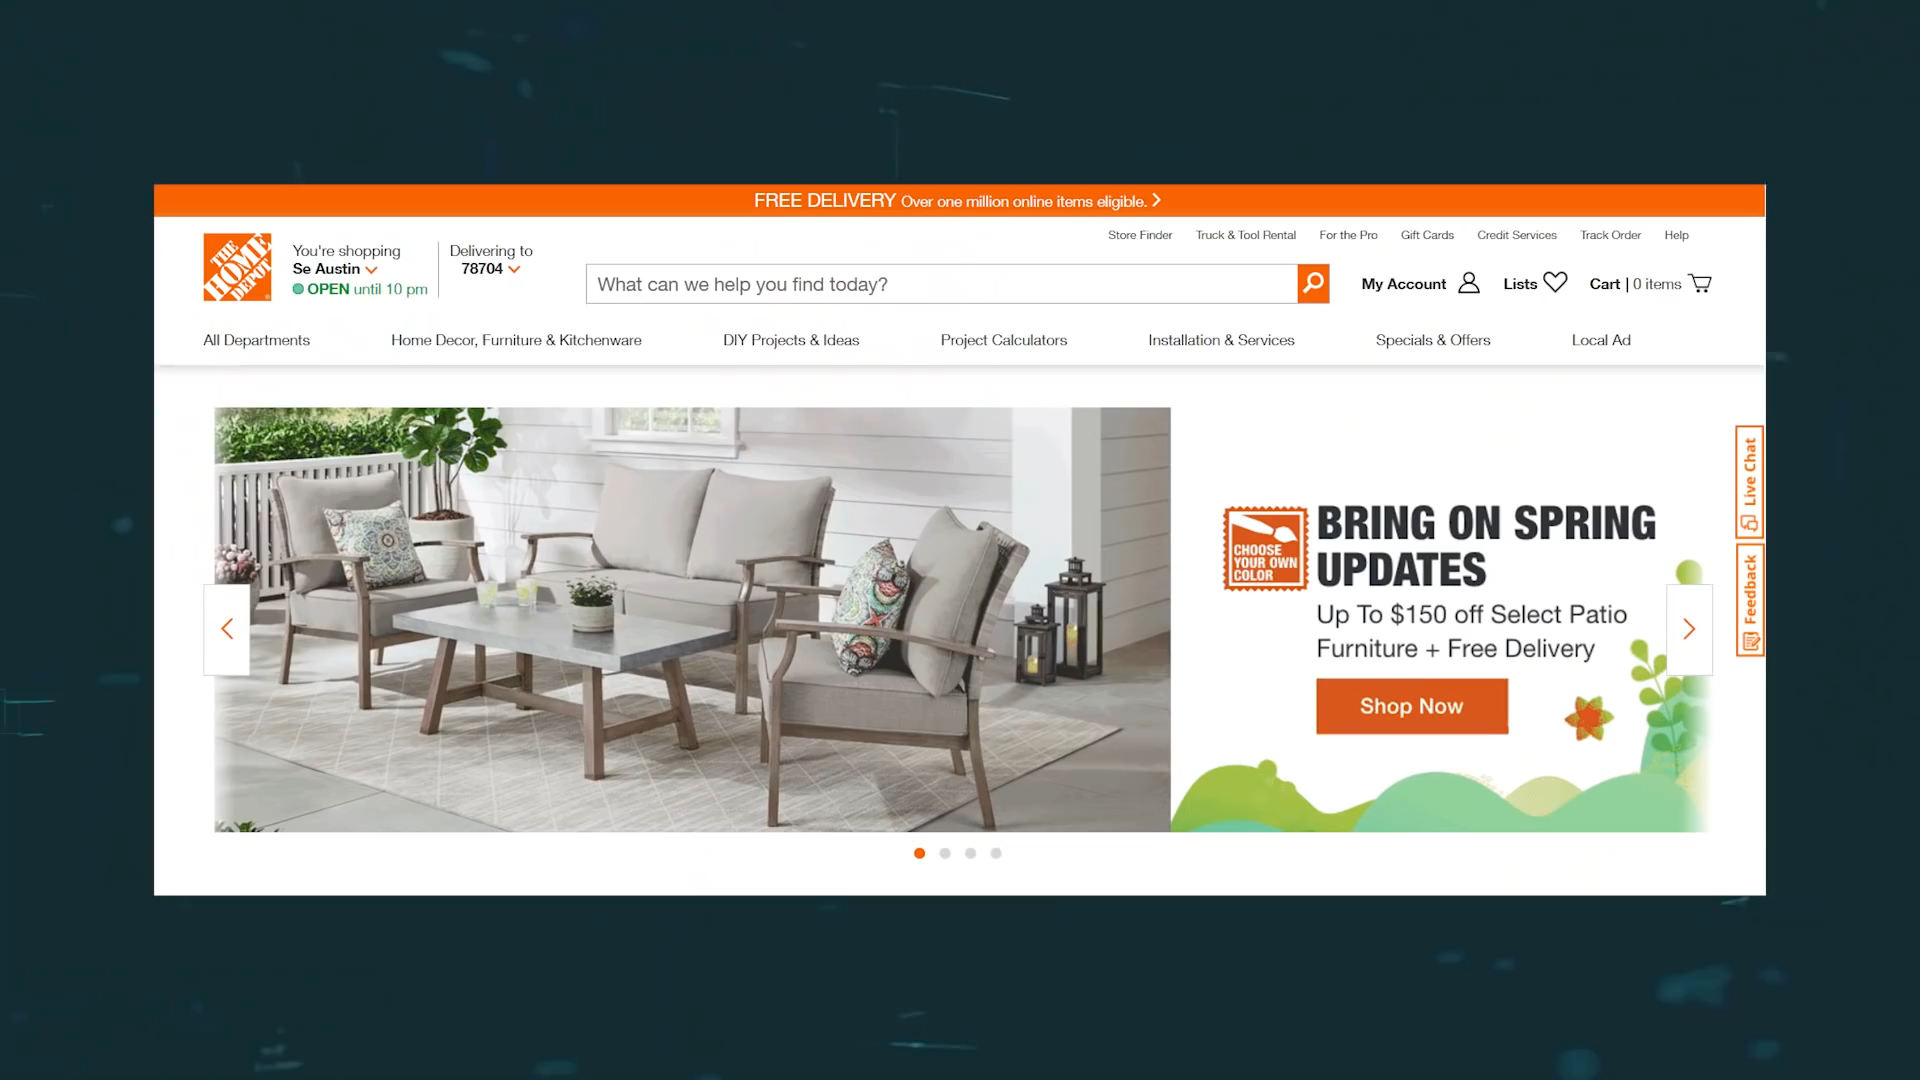 FREE DELIVERY Over one million online items eligible.
Store Finder Truck & Tool Rental For the Pro Gift Cards Credit Services Track Order Help
THE
HOME
DEPOT
You're shopping
Se Austin
OPEN until 10 pm
Delivering to
78704
What can we help you find today?
My Account Lists Cart | 0 items
All Departments Home Decor, Furniture & Kitchenware DIY Projects & Ideas Project Calculators Installation & Services Specials & Offers Local Ad
CHOOSE
YOUR OWN
COLOR
BRING ON SPRING
UPDATES
Up To $150 off Select Patio
Furniture + Free Delivery
Shop Now
Live Chat
Feedback